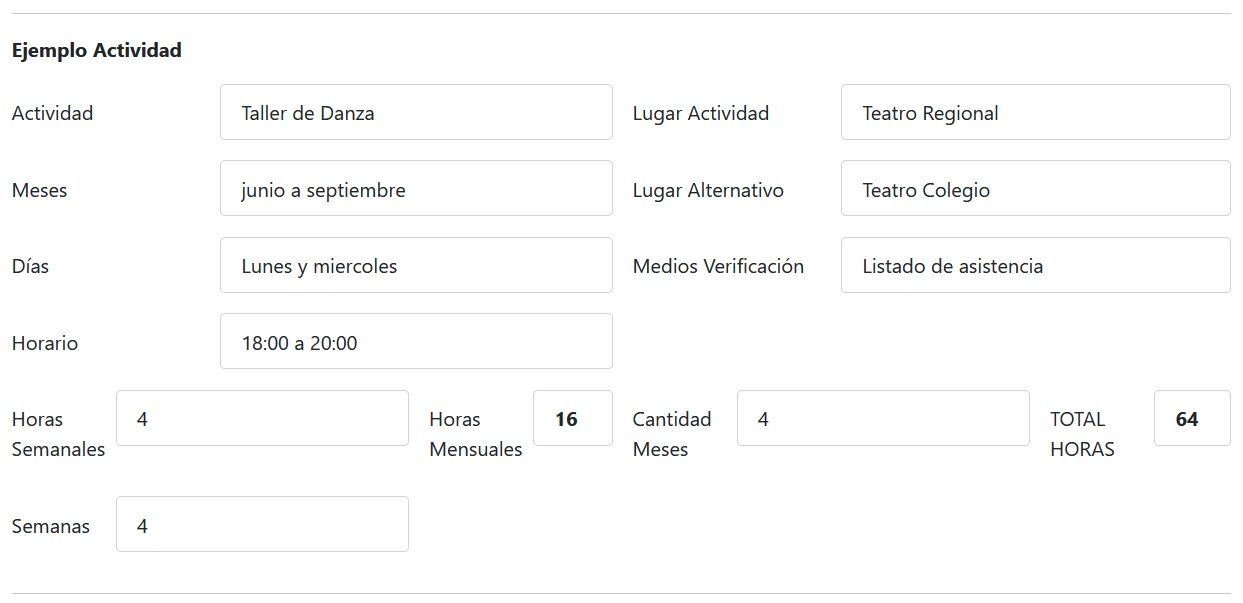 Ejemplo Actividad
Actividad Taller de Danza Lugar Actividad Teatro Regional
Meses junio a septiembre Lugar Alternativo Teatro Colegio
Días Lunes y miercoles Medios Verificación Listado de asistencia
Horario 18:00 a 20:00
Horas 4 Horas 16 Cantidad 4 TOTAL 64
Semanales Mensuales Meses HORAS
Semanas 4